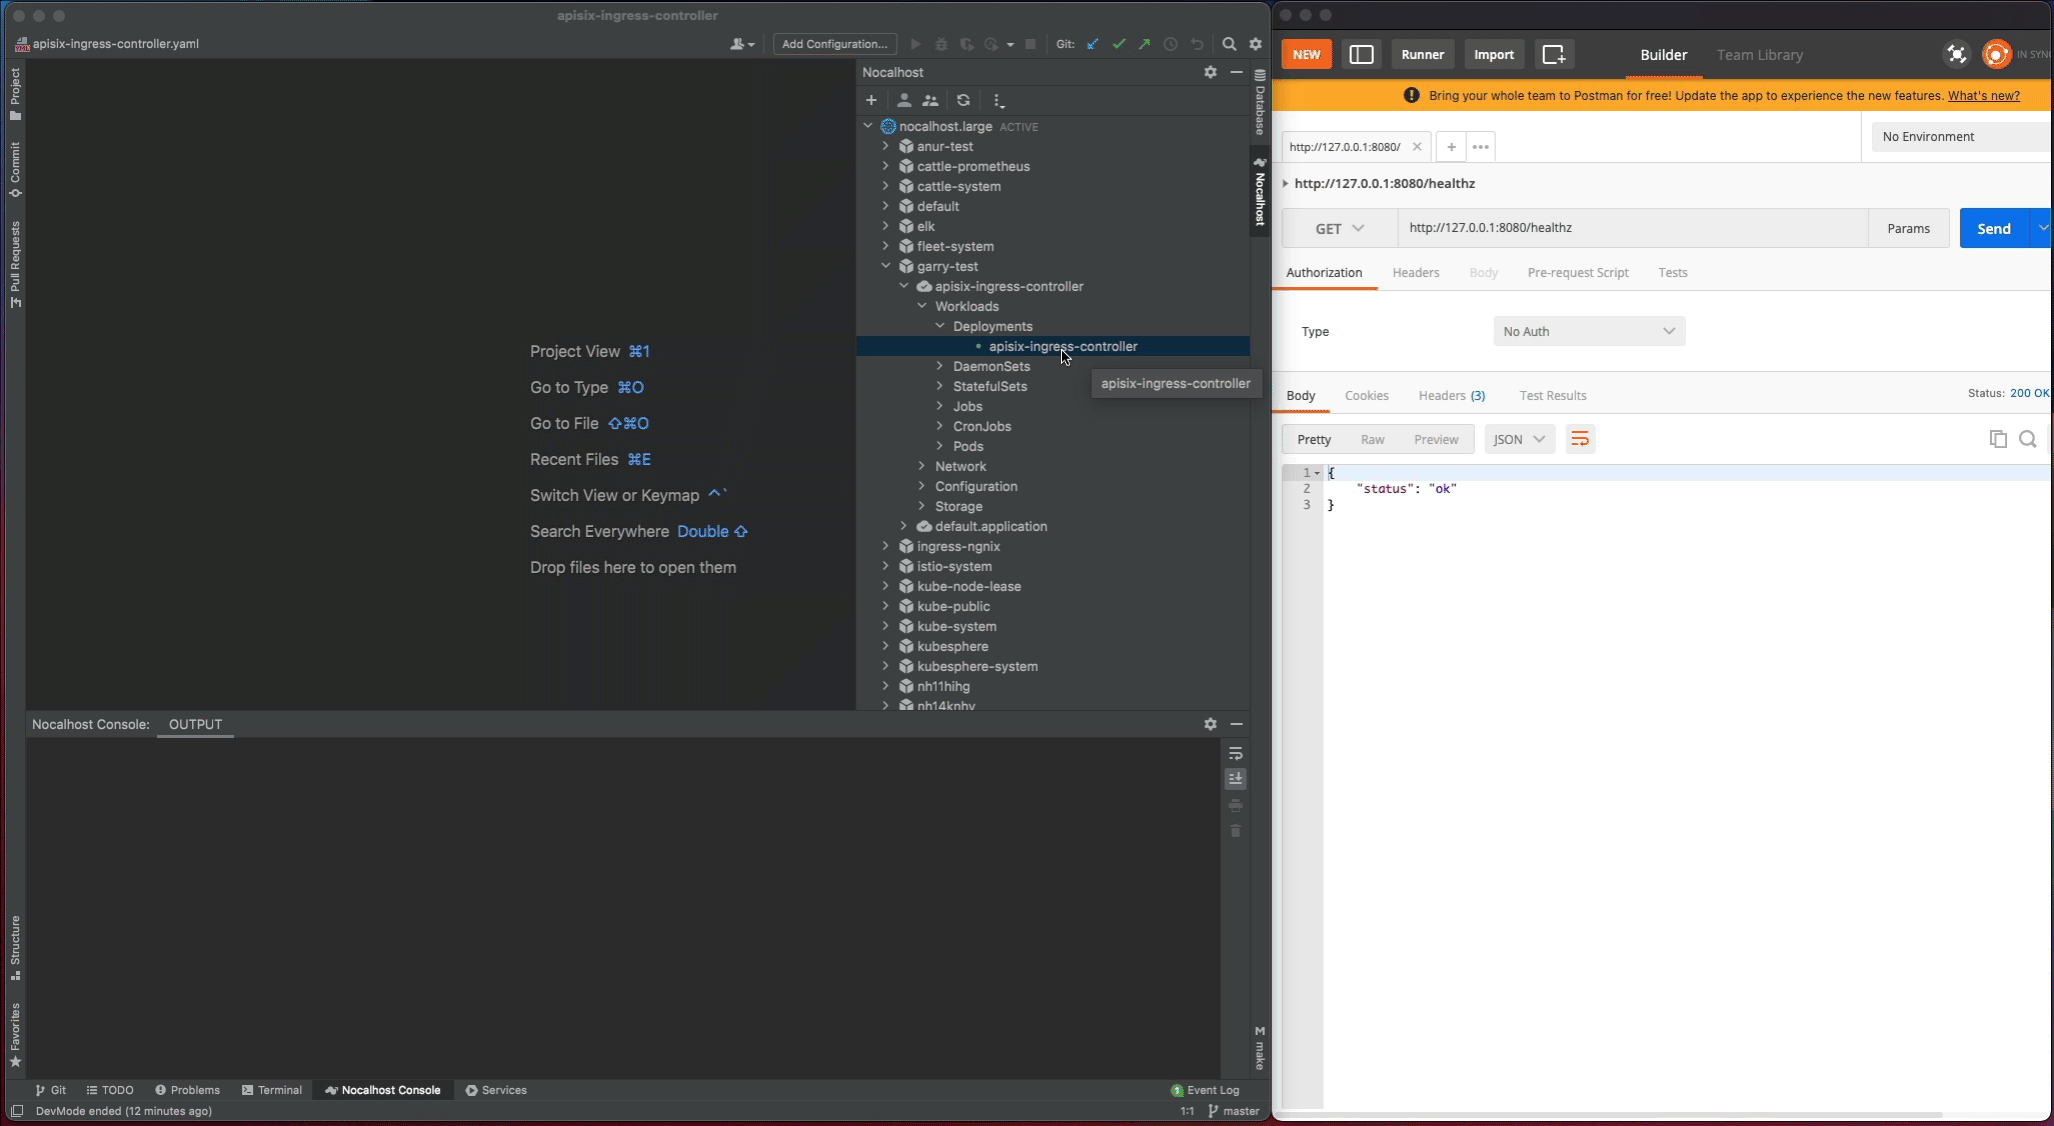 apisix-ingress-controller
apisix-ingress-controller.yaml
Add Configuration...
Git:
Project
Commit
Pull Requests
Structure
Favorites
Project View ⌘1
Go to Type ⌘O
Go to File ⇧⌘O
Recent Files ⌘E
Switch View or Keymap ^`
Search Everywhere Double ⇧
Drop files here to open them
Nocalhost
nocalhost.large ACTIVE
anur-test
cattle-prometheus
cattle-system
default
elk
fleet-system
garry-test
apisix-ingress-controller
Workloads
Deployments
apisix-ingress-controller
DaemonSets
apisix-ingress-controller
StatefulSets
Jobs
CronJobs
Pods
Network
Configuration
Storage
default.application
ingress-ngnix
istio-system
kube-node-lease
kube-public
kube-system
kubesphere
kubesphere-system
nh11hihg
nh14knhv
Database
Nocalhost
make
Nocalhost Console: OUTPUT
Git TODO Problems Terminal Nocalhost Console Services
Event Log
DevMode ended (12 minutes ago)
1:1 master
NEW Runner Import
Builder Team Library
IN SYNC
Bring your whole team to Postman for free! Update the app to experience the new features. What's new?
http://127.0.0.1:8080/
No Environment
http://127.0.0.1:8080/healthz
GET http://127.0.0.1:8080/healthz Params Send
Authorization Headers Body Pre-request Script Tests
Type No Auth
Body Cookies Headers (3) Test Results
Status: 200 OK
Pretty Raw Preview JSON
1 {
2 "status": "ok"
3 }